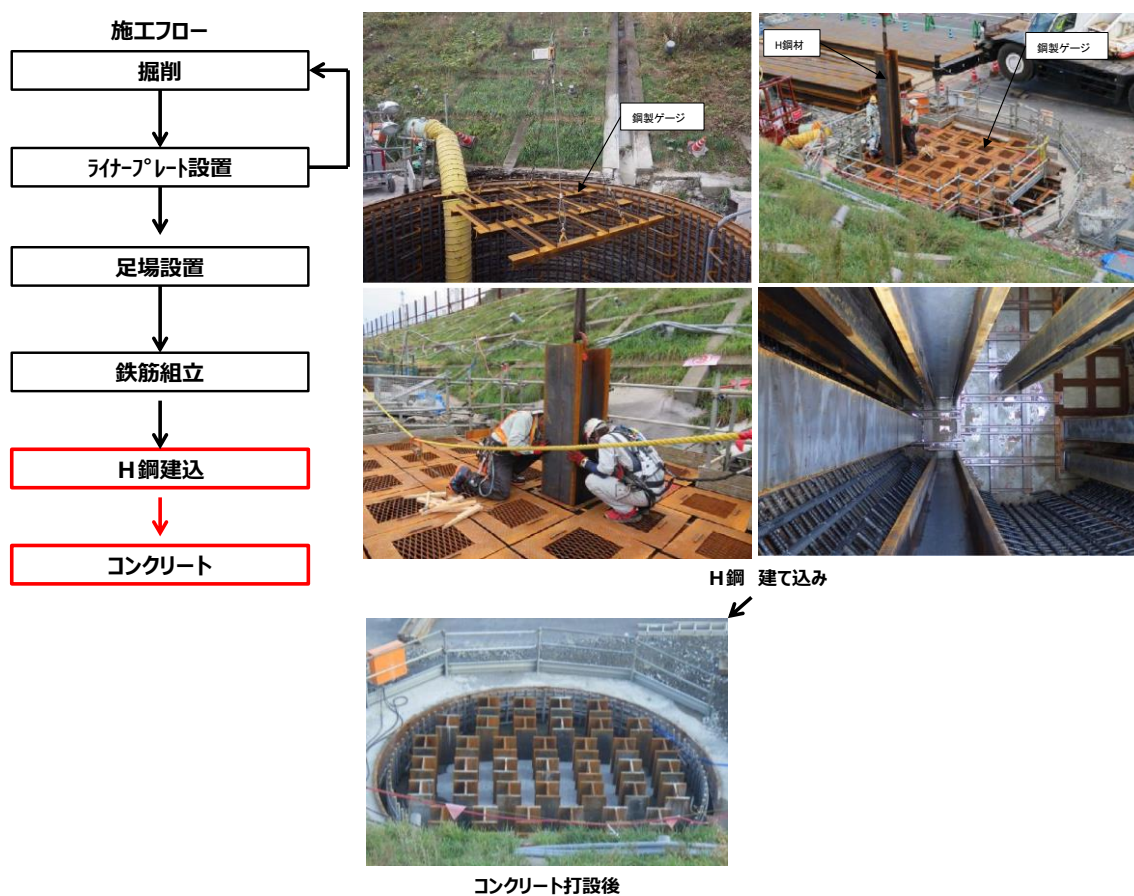 施工フロー
掘削
ﾗｲﾅｰﾌﾟﾚｰﾄ設置
足場設置
鉄筋組立
H鋼建込
コンクリート
鋼製ゲージ
H鋼材
鋼製ゲージ
H鋼 建て込み
コンクリート打設後